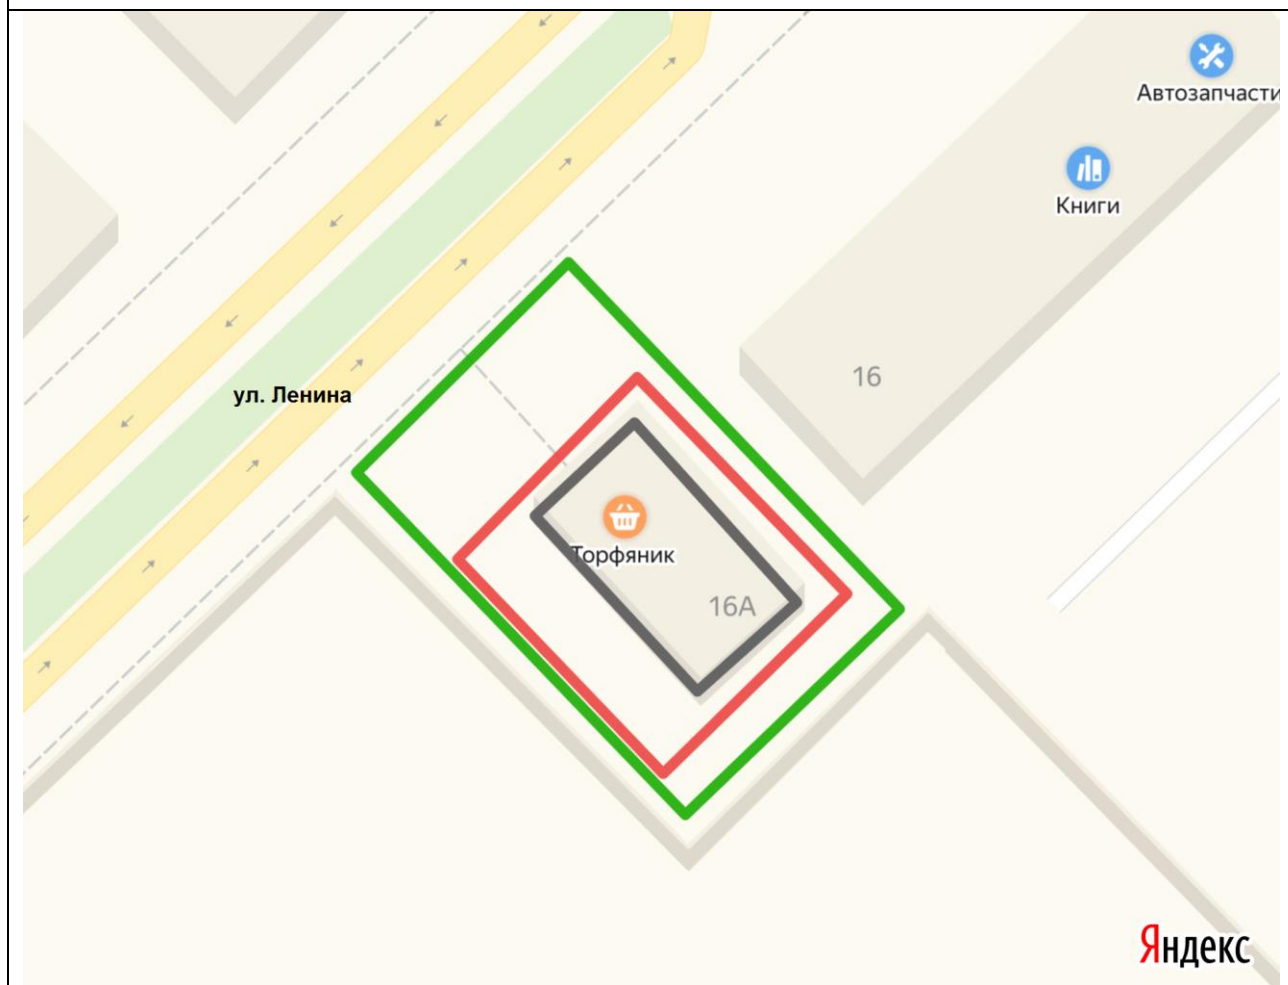 Автозапчасти
Книги
16
ул. Ленина
Торфяник
16А
Яндекс